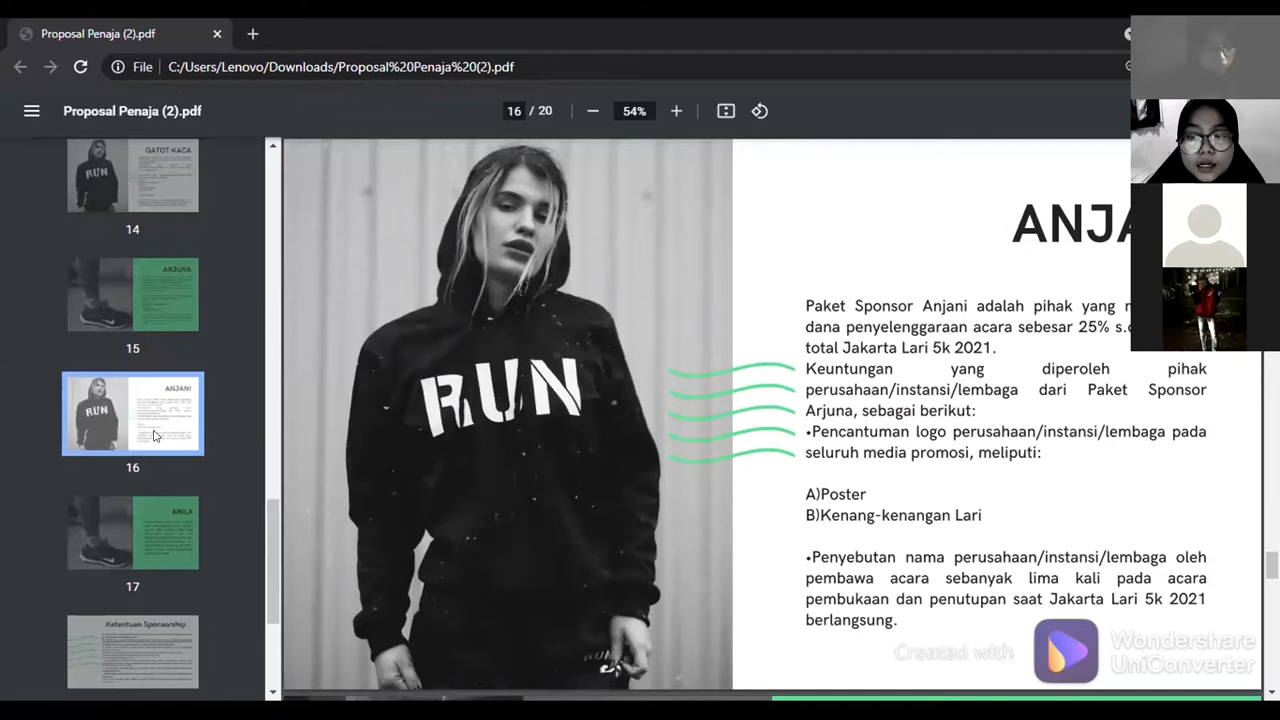 Proposal Penaja (2).pdf
File
C:/Users/Lenovo/Downloads/Proposal%20Penaja%20(2).pdf
Proposal Penaja (2).pdf
16 / 20
54%
GATOT KACA
RUN
14
ARJUNA
15
ANJANI
RUN
16
ANILA
17
Ketentuan Sponsorship
RUN
Paket Sponsor Anjani adalah pihak yang
dana penyelenggaraan acara sebesar 25%
total Jakarta Lari 5k 2021.
Keuntungan yang diperoleh pihak
perusahaan/instansi/lembaga dari Paket Sponsor
Arjuna, sebagai berikut:
•Pencantuman logo perusahaan/instansi/lembaga pada
seluruh media promosi, meliputi:
A)Poster
B)Kenang-kenangan Lari
•Penyebutan nama perusahaan/instansi/lembaga oleh
pembawa acara sebanyak lima kali pada acara
pembukaan dan penutupan saat Jakarta Lari 5k 2021
berlangsung.
Created with
Wondershare
UniConverter